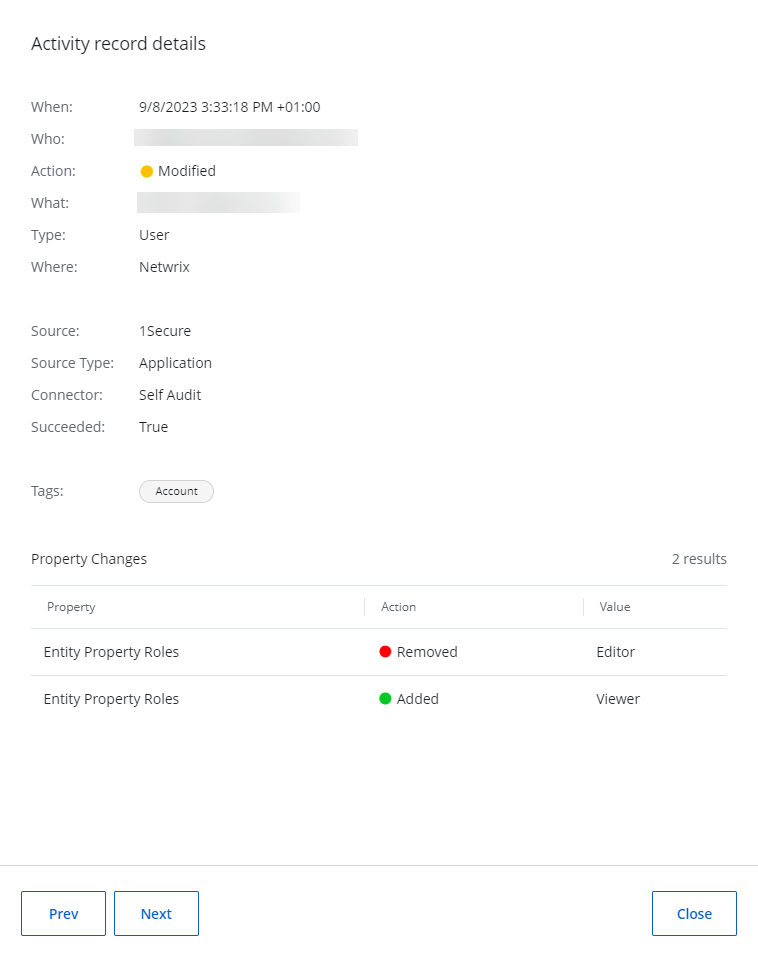 Activity record details
When: 9/8/2023 3:33:18 PM +01:00
Who:
Action: Modified
What:
Type: User
Where: Netwrix
Source: 1Secure
Source Type: Application
Connector: Self Audit
Succeeded: True
Tags: Account
Property Changes 2 results
Property Action Value
Entity Property Roles Removed Editor
Entity Property Roles Added Viewer
Prev Next Close